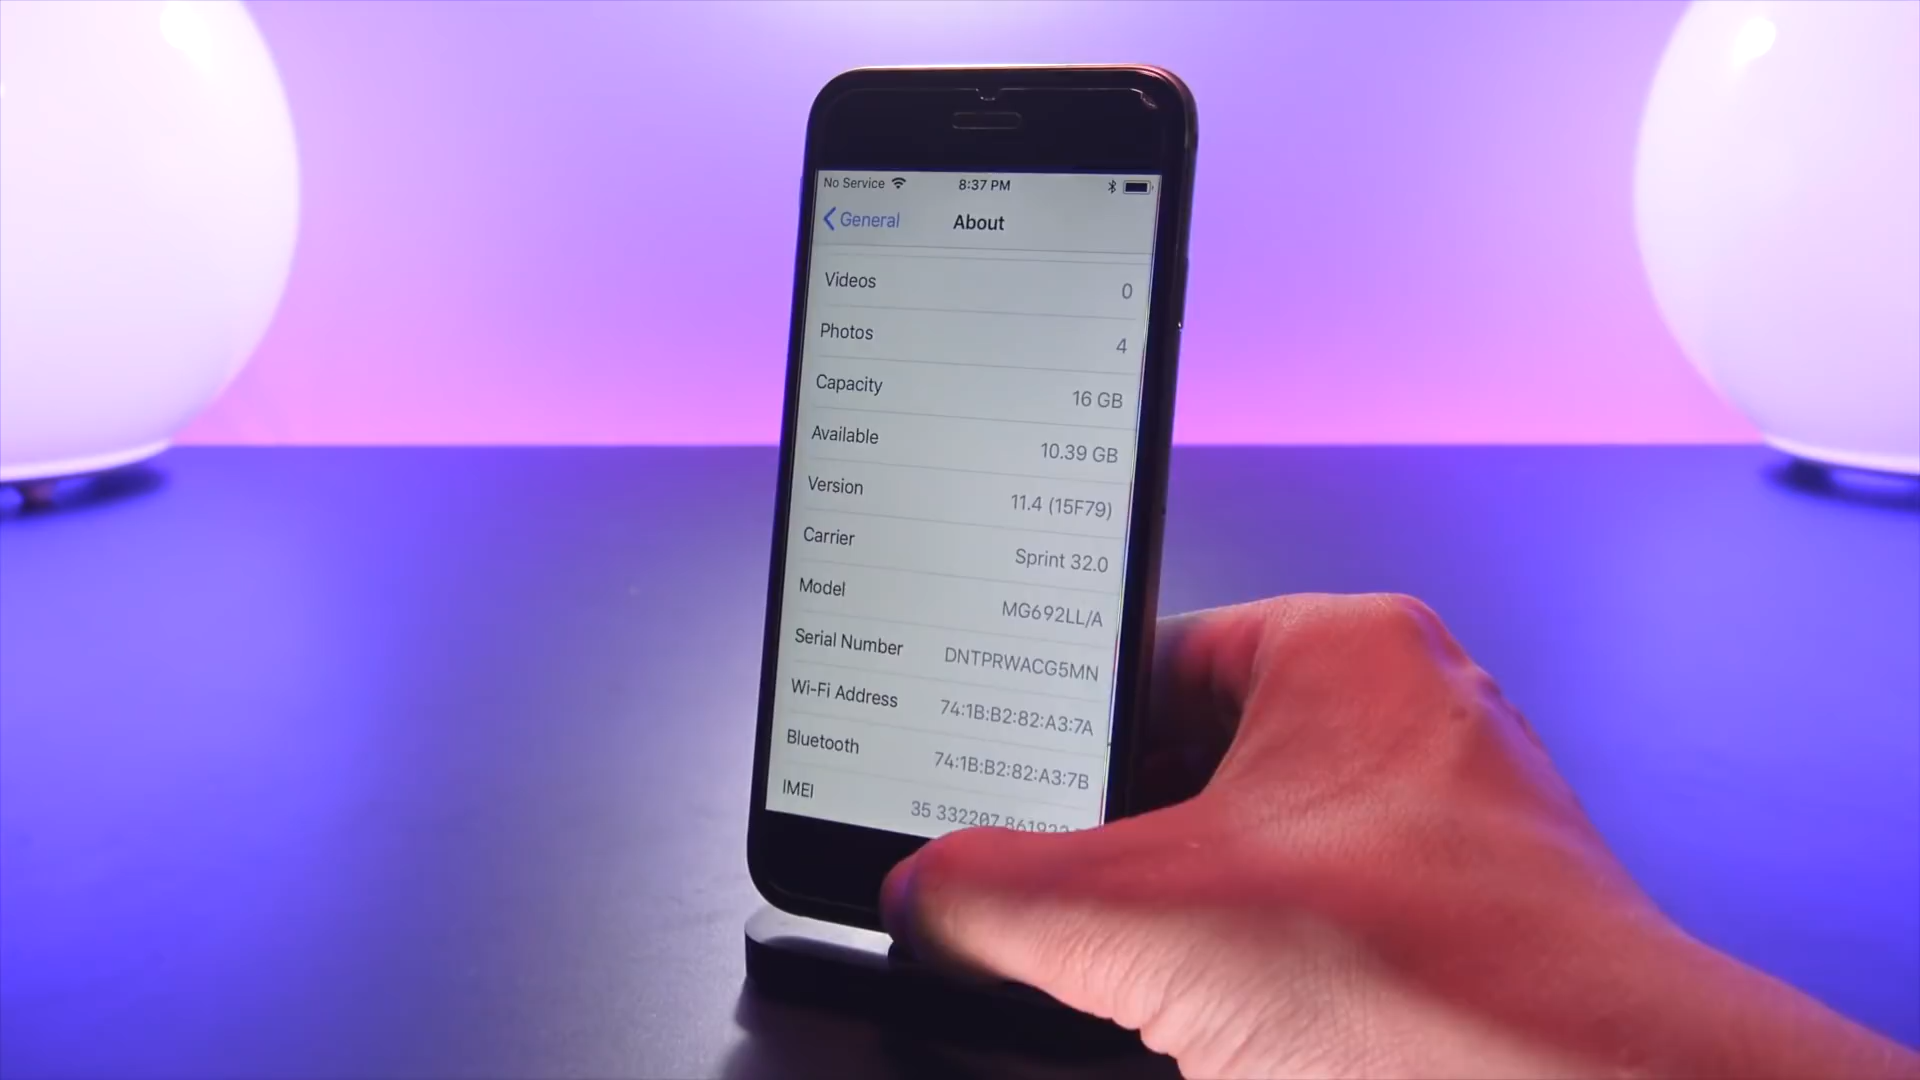 No Service 8:37 PM
General About
Videos 0
Photos 4
Capacity 16 GB
Available 10.39 GB
Version 11.4 (15F79)
Carrier Sprint 32.0
Model MG692LL/A
Serial Number DNTPRWACG5MN
Wi-Fi Address 74:1B:B2:82:A3:7A
Bluetooth 74:1B:B2:82:A3:7B
IMEI 35 332207